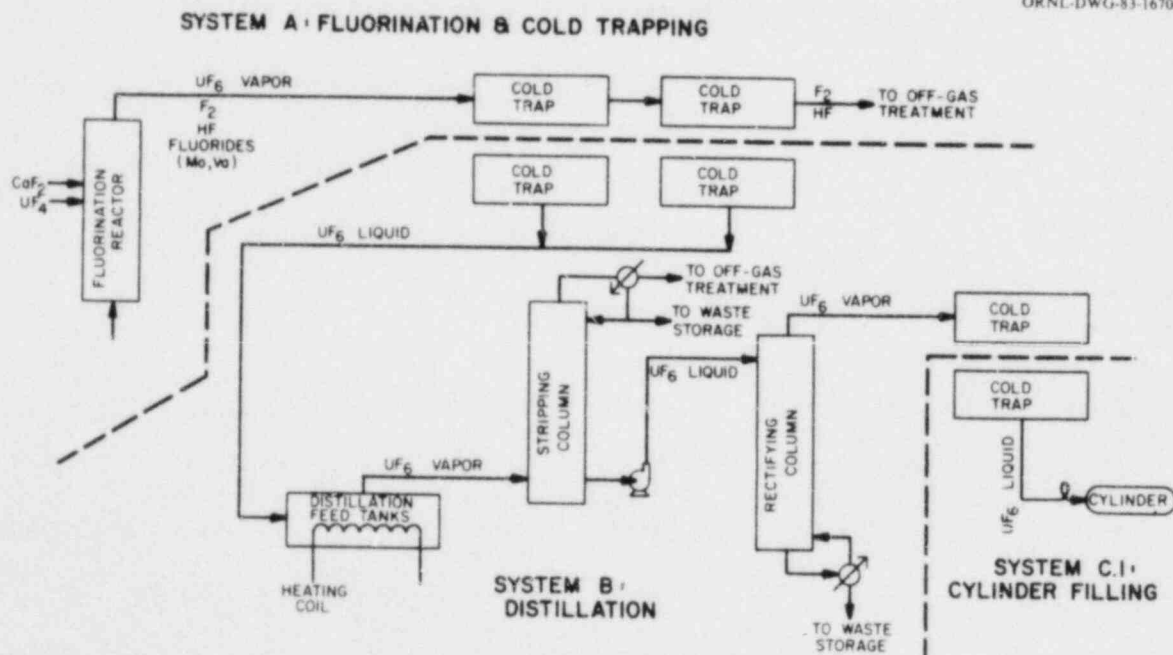 ORNL-DWG-83-1670
SYSTEM A: FLUORINATION & COLD TRAPPING
UF6 VAPOR
F2
HF
FLUORIDES
(Mo,Va)
COLD
TRAP
COLD
TRAP
F2
HF
TO OFF-GAS
TREATMENT
CaF2
UF4
FLUORINATION
REACTOR
COLD
TRAP
COLD
TRAP
UF6 LIQUID
TO OFF-GAS
TREATMENT
TO WASTE
STORAGE
STRIPPING
COLUMN
UF6 LIQUID
UF6 VAPOR
COLD
TRAP
RECTIFYING
COLUMN
COLD
TRAP
UF6 LIQUID
CYLINDER
UF6 VAPOR
DISTILLATION
FEED TANKS
HEATING
COIL
SYSTEM B:
DISTILLATION
SYSTEM C.1:
CYLINDER FILLING
TO WASTE
STORAGE